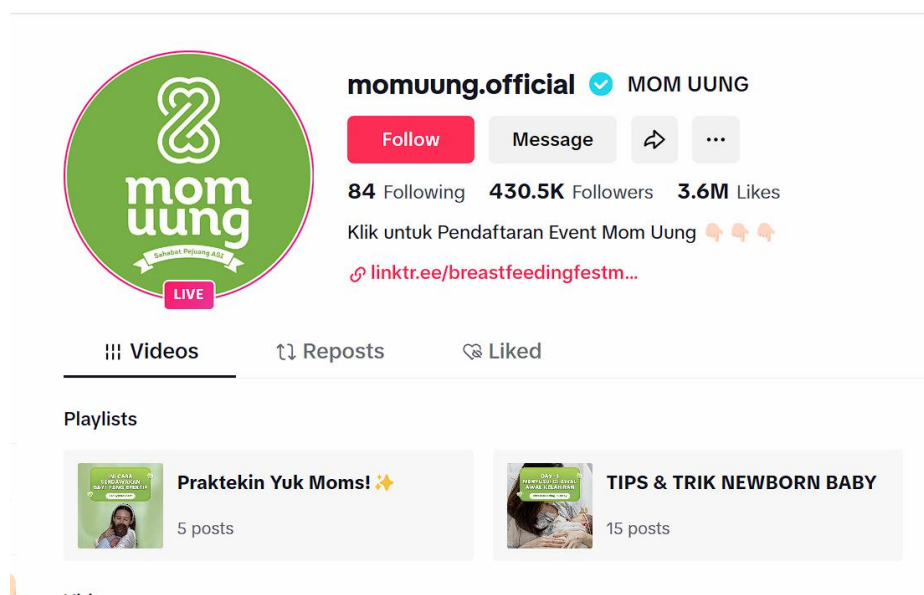 momuung.official MOM UUNG
Follow Message
84 Following 430.5K Followers 3.6M Likes
Klik untuk Pendaftaran Event Mom Uung 👇🏻👇🏻👇🏻
linktr.ee/breastfeedingfestm...
mom
uung
Sahabat Pejuang ASI
LIVE
Videos Reposts Liked
Playlists
Praktekin Yuk Moms!✨
5 posts
TIPS & TRIK NEWBORN BABY
15 posts